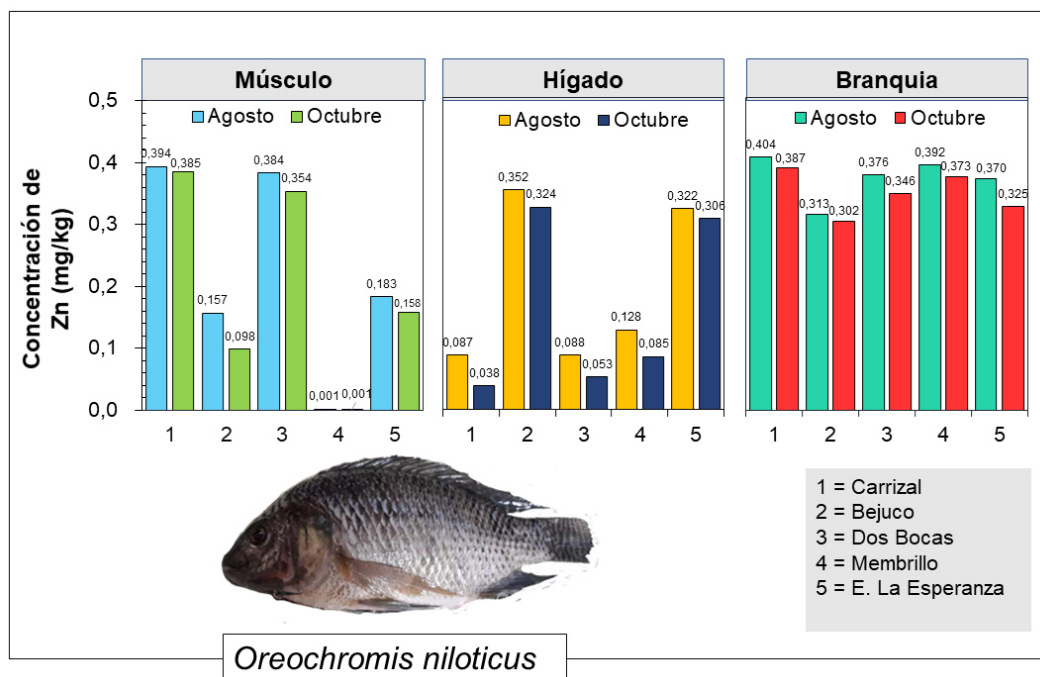 Músculo
Hígado
Branquia
Concentración de
Zn (mg/kg)
0,5
0,4
0,3
0,2
0,1
0,0
Agosto Octubre
0,394 0,385
0,157 0,098
0,384 0,354
0,001 0,001
0,183 0,158
1 2 3 4 5
Agosto Octubre
0,087 0,038
0,352 0,324
0,088 0,053
0,128 0,085
0,322 0,306
1 2 3 4 5
Agosto Octubre
0,404 0,387
0,313 0,302
0,376 0,346
0,392 0,373
0,370 0,325
1 2 3 4 5
1 = Carrizal
2 = Bejuco
3 = Dos Bocas
4 = Membrillo
5 = E. La Esperanza
Oreochromis niloticus